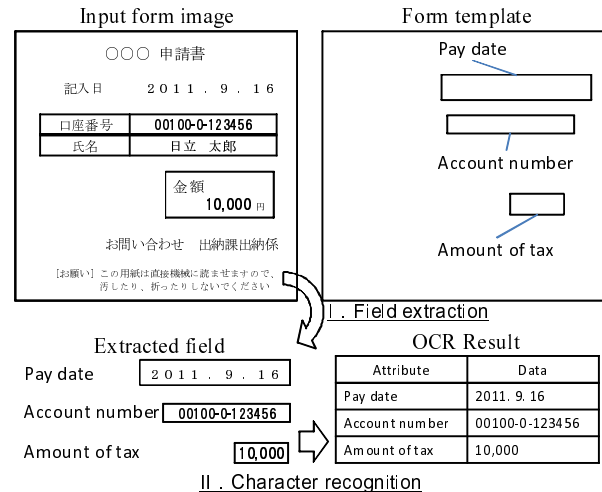 Input form image
〇〇〇 申請書
記入日 2011．9．16
口座番号 00100-0-123456
氏名 日立 太郎
金額
10,000 円
お問い合わせ 出納課出納係
［お願い］この用紙は直接機械に読ませますので、
汚したり、折ったりしないでください
Form template
Pay date
Account number
Amount of tax
Ⅰ．Field extraction
Extracted field
Pay date 2011．9．16
Account number 00100-0-123456
Amount of tax 10,000
OCR Result
Attribute Data
Pay date 2011. 9. 16
Account number 00100-0-123456
Amount of tax 10,000
Ⅱ．Character recognition